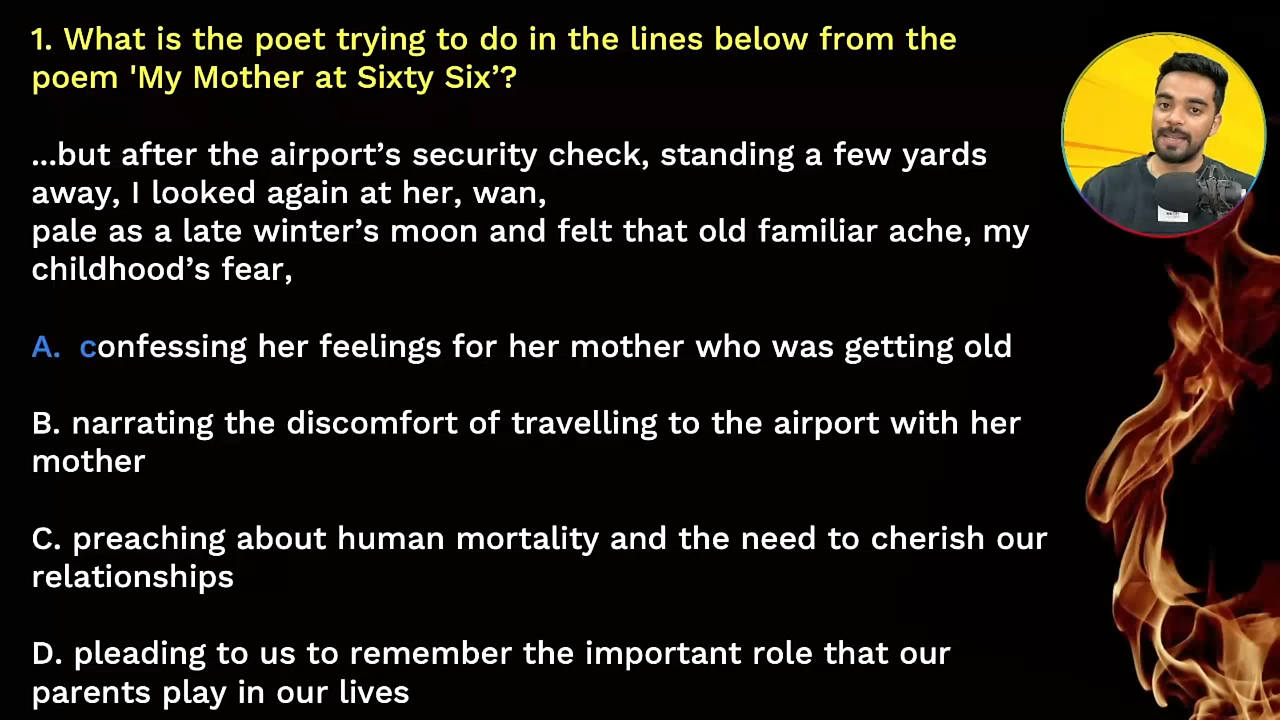 1. What is the poet trying to do in the lines below from the
poem 'My Mother at Sixty Six’?
...but after the airport’s security check, standing a few yards
away, I looked again at her, wan,
pale as a late winter’s moon and felt that old familiar ache, my
childhood’s fear,
A. confessing her feelings for her mother who was getting old
B. narrating the discomfort of travelling to the airport with her
mother
C. preaching about human mortality and the need to cherish our
relationships
D. pleading to us to remember the important role that our
parents play in our lives